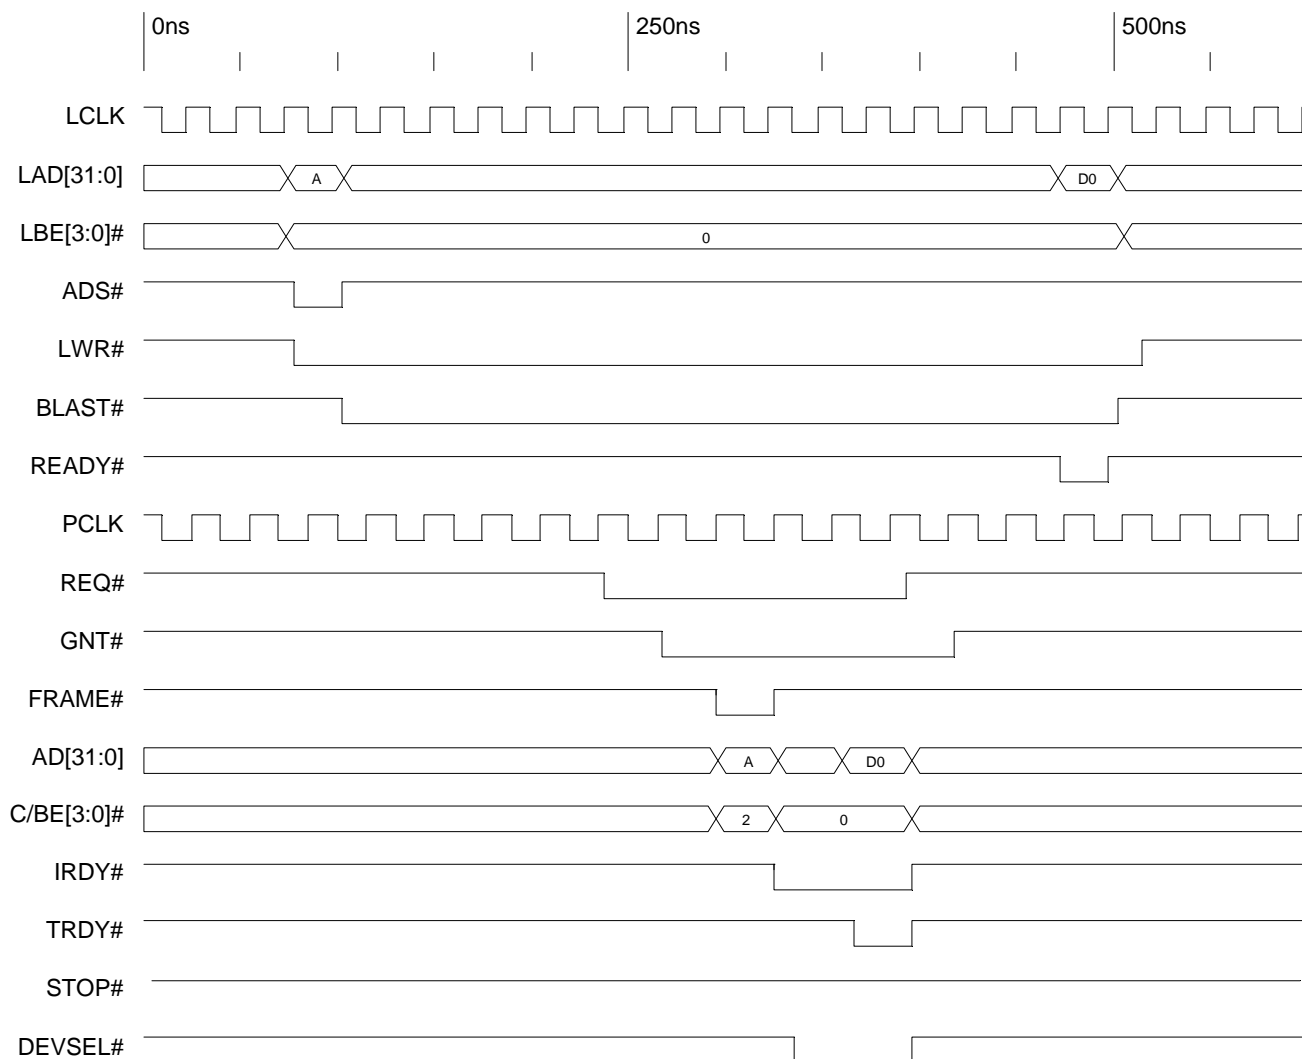 0ns 250ns 500ns
LCLK
LAD[31:0] A D0
LBE[3:0]# 0
ADS#
LWR#
BLAST#
READY#
PCLK
REQ#
GNT#
FRAME#
AD[31:0] A D0
C/BE[3:0]# 2 0
IRDY#
TRDY#
STOP#
DEVSEL#